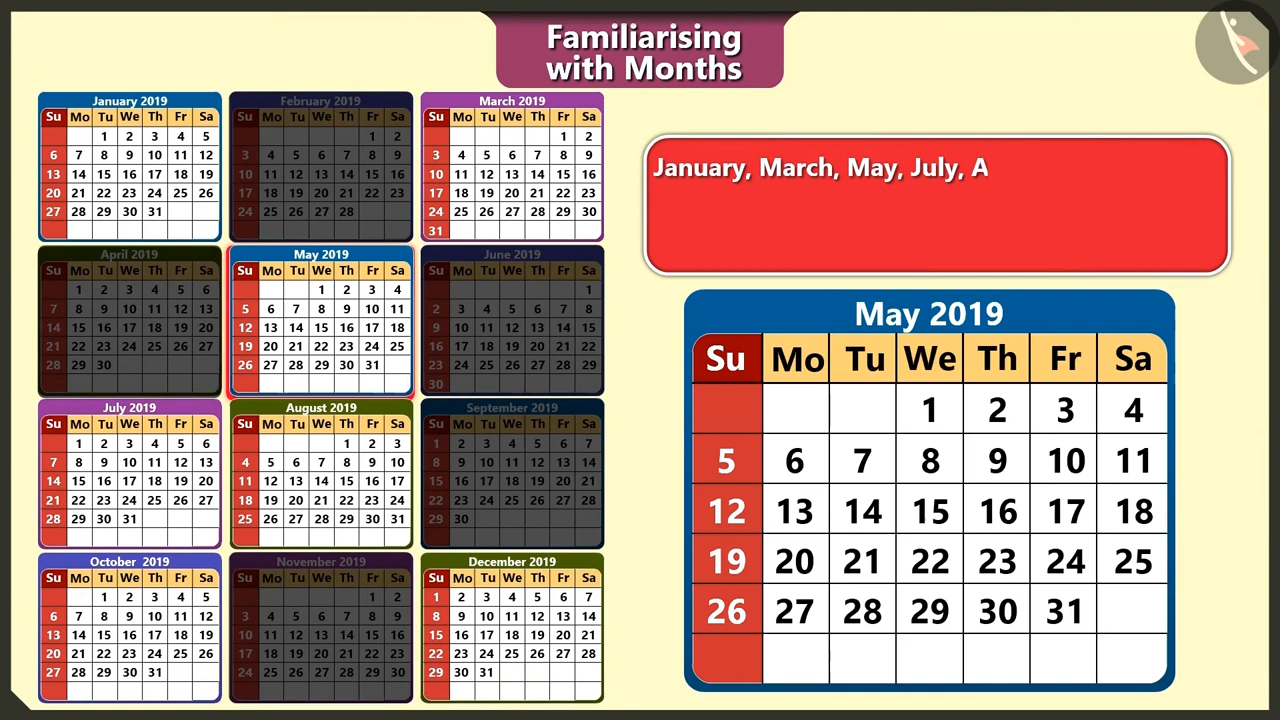 Familiarising
with Months
January 2019
Su Mo Tu We Th Fr Sa
1 2 3 4 5
6 7 8 9 10 11 12
13 14 15 16 17 18 19
20 21 22 23 24 25 26
27 28 29 30 31
February 2019
Su Mo Tu We Th Fr Sa
1 2
3 4 5 6 7 8 9
10 11 12 13 14 15 16
17 18 19 20 21 22 23
24 25 26 27 28
March 2019
Su Mo Tu We Th Fr Sa
1 2
3 4 5 6 7 8 9
10 11 12 13 14 15 16
17 18 19 20 21 22 23
24 25 26 27 28 29 30
31
April 2019
Su Mo Tu We Th Fr Sa
1 2 3 4 5 6
7 8 9 10 11 12 13
14 15 16 17 18 19 20
21 22 23 24 25 26 27
28 29 30
May 2019
Su Mo Tu We Th Fr Sa
1 2 3 4
5 6 7 8 9 10 11
12 13 14 15 16 17 18
19 20 21 22 23 24 25
26 27 28 29 30 31
June 2019
Su Mo Tu We Th Fr Sa
1
2 3 4 5 6 7 8
9 10 11 12 13 14 15
16 17 18 19 20 21 22
23 24 25 26 27 28 29
30
July 2019
Su Mo Tu We Th Fr Sa
1 2 3 4 5 6
7 8 9 10 11 12 13
14 15 16 17 18 19 20
21 22 23 24 25 26 27
28 29 30 31
August 2019
Su Mo Tu We Th Fr Sa
1 2 3
4 5 6 7 8 9 10
11 12 13 14 15 16 17
18 19 20 21 22 23 24
25 26 27 28 29 30 31
September 2019
Su Mo Tu We Th Fr Sa
1 2 3 4 5 6 7
8 9 10 11 12 13 14
15 16 17 18 19 20 21
22 23 24 25 26 27 28
29 30
October 2019
Su Mo Tu We Th Fr Sa
1 2 3 4 5
6 7 8 9 10 11 12
13 14 15 16 17 18 19
20 21 22 23 24 25 26
27 28 29 30 31
November 2019
Su Mo Tu We Th Fr Sa
1 2
3 4 5 6 7 8 9
10 11 12 13 14 15 16
17 18 19 20 21 22 23
24 25 26 27 28 29 30
December 2019
Su Mo Tu We Th Fr Sa
1 2 3 4 5 6 7
8 9 10 11 12 13 14
15 16 17 18 19 20 21
22 23 24 25 26 27 28
29 30 31
January, March, May, July, A
May 2019
Su Mo Tu We Th Fr Sa
1 2 3 4
5 6 7 8 9 10 11
12 13 14 15 16 17 18
19 20 21 22 23 24 25
26 27 28 29 30 31